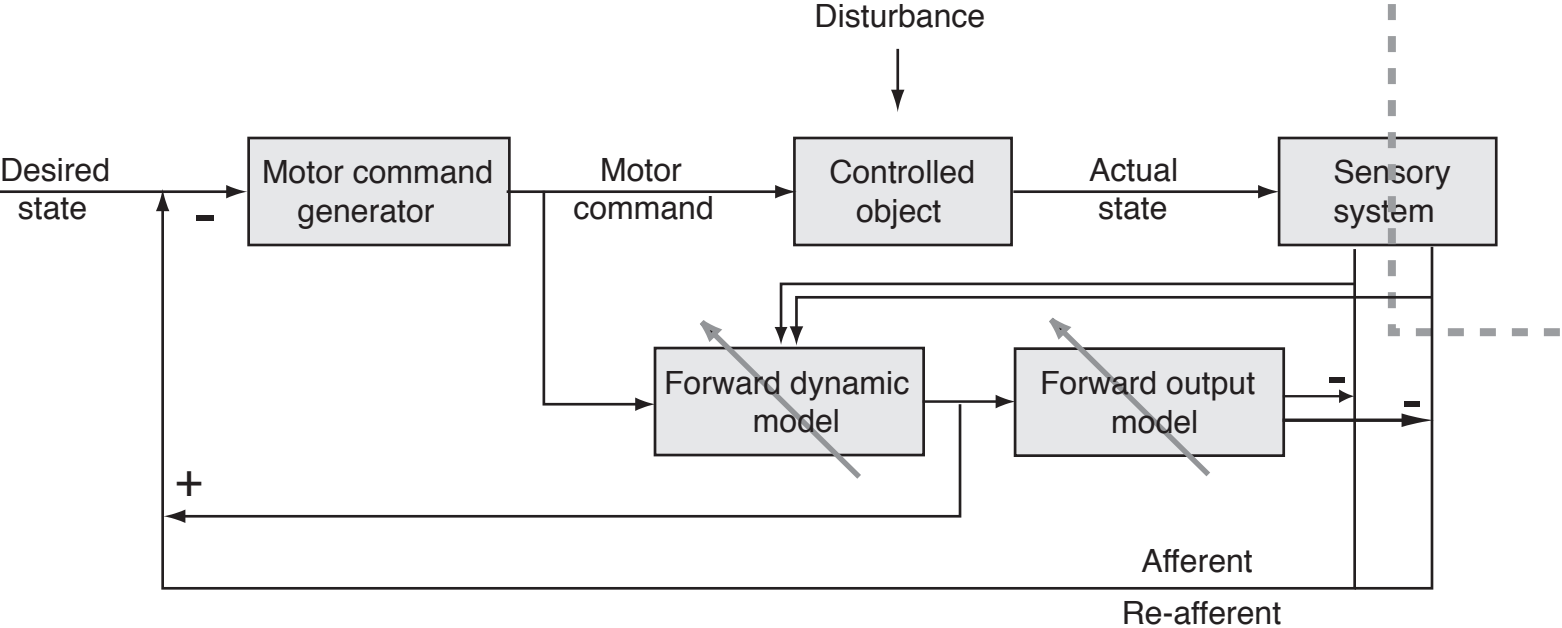 Disturbance
Desired
state
-
Motor command
generator
Motor
command
Controlled
object
Actual
state
Sensory
system
Forward dynamic
model
Forward output
model
-
-
+
Afferent
Re-afferent